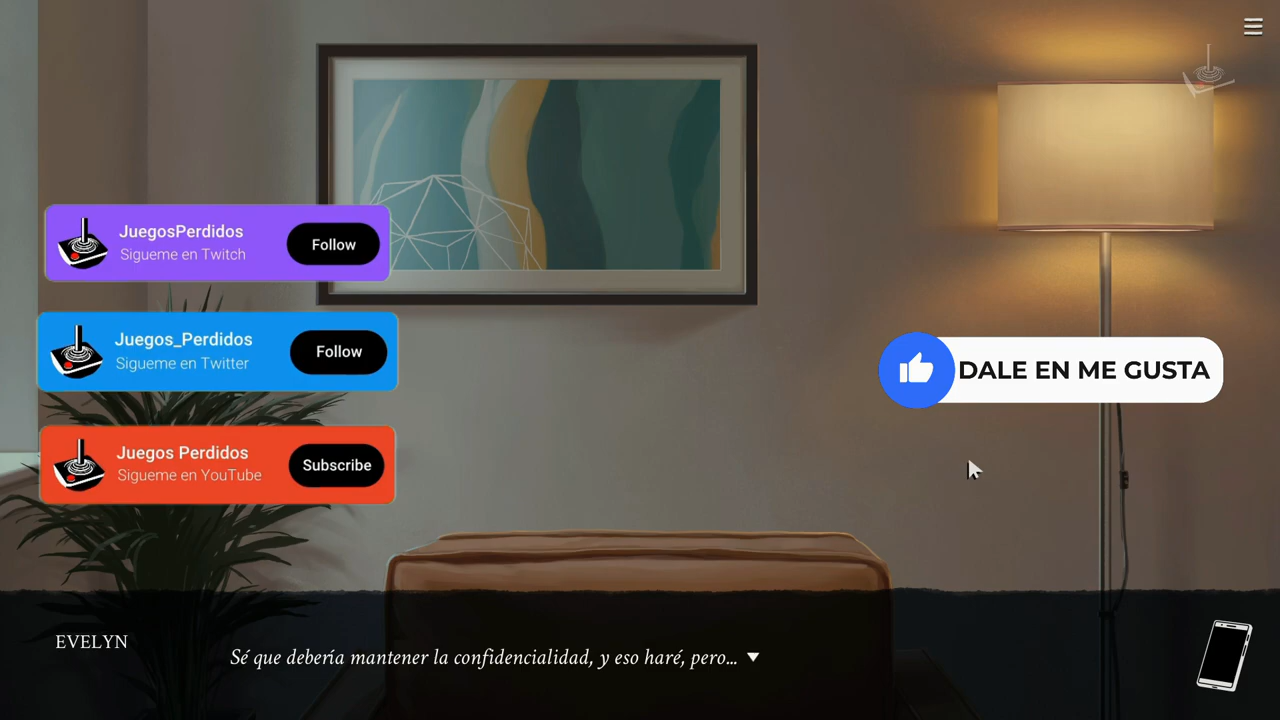 JuegosPerdidos
Sigueme en Twitch
Follow
Juegos_Perdidos
Sigueme en Twitter
Follow
Juegos Perdidos
Sigueme en YouTube
Subscribe
DALE EN ME GUSTA
EVELYN
Sé que debería mantener la confidencialidad, y eso haré, pero...